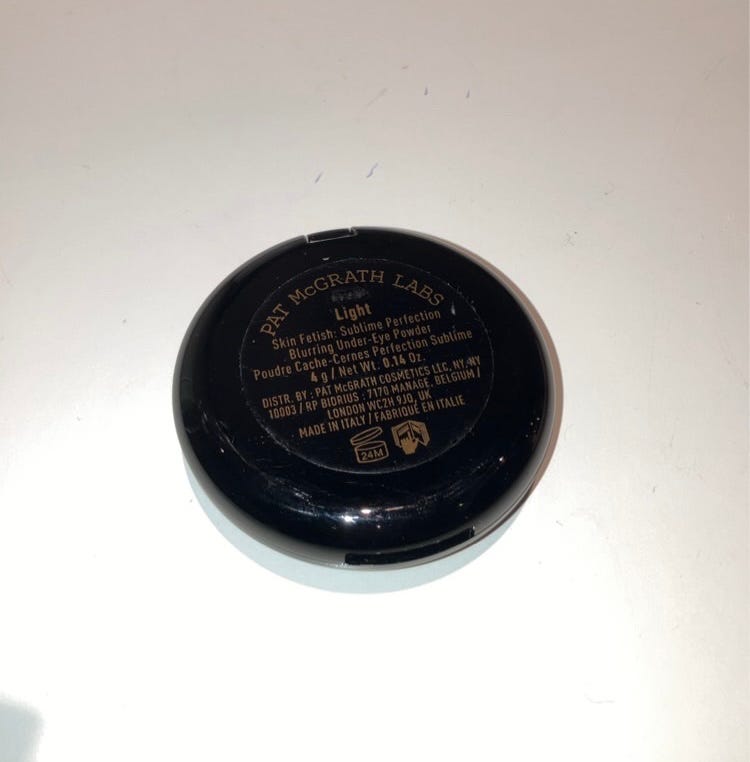 PAT McGRATH LABS
Light
Skin Fetish: Sublime Perfection
Blurring Under-Eye Powder
Poudre Cache-Cernes Perfection Sublime
4 g / Net Wt. 0.14 Oz.
DISTR. BY : PAT McGRATH COSMETICS LLC, NY, NY
10003 / RP BIORIUS : 7170 MANAGE, BELGIUM /
LONDON WC2H 9JQ, UK
MADE IN ITALY / FABRIQUÉ EN ITALIE
24M